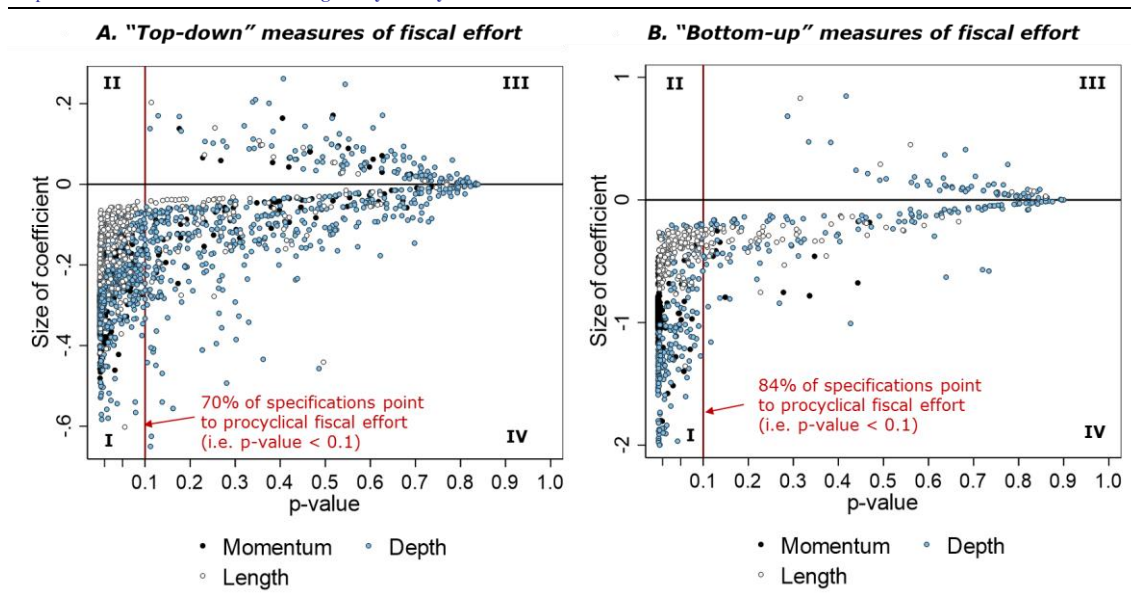 A. “Top-down” measures of fiscal effort
II
III
.2
0
-.2
-.4
-.6
Size of coefficient
70% of specifications point
to procyclical fiscal effort
(i.e. p-value < 0.1)
I
IV
0.1 0.2 0.3 0.4 0.5 0.6 0.7 0.8 0.9 1.0
p-value
Momentum Depth
Length
B. “Bottom-up” measures of fiscal effort
II
III
1
0
-1
-2
Size of coefficient
84% of specifications point
to procyclical fiscal effort
(i.e. p-value < 0.1)
I
IV
0.1 0.2 0.3 0.4 0.5 0.6 0.7 0.8 0.9 1.0
p-value
Momentum Depth
Length